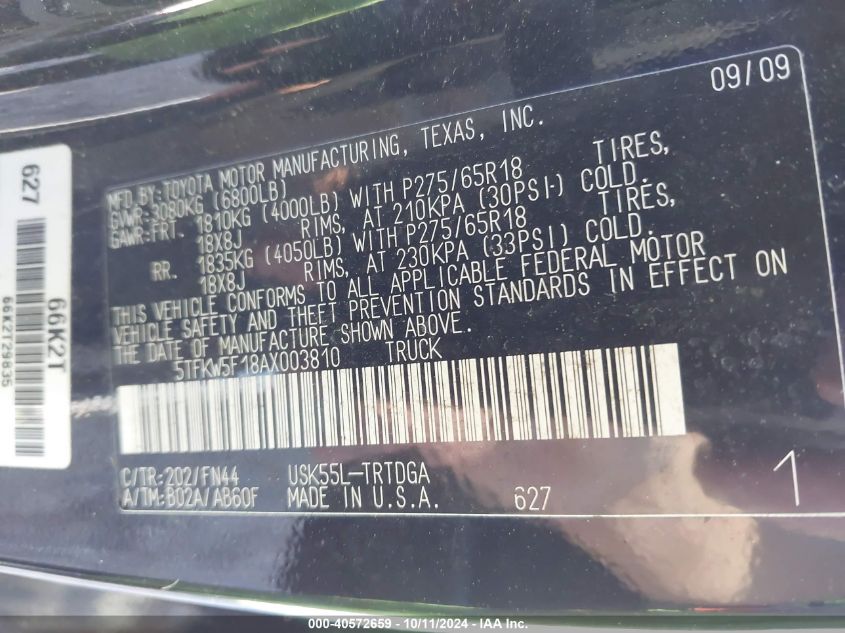 09/09
MFD.BY:TOYOTA MOTOR MANUFACTURING, TEXAS, INC.
GVWR:3080KG (6800LB)
GAWR:FRT. 1810KG (4000LB) WITH P275/65R18 TIRES,
18X8J RIMS, AT 210KPA (30PSI) COLD.
RR. 1835KG (4050LB) WITH P275/65R18 TIRES,
18X8J RIMS, AT 230KPA (33PSI) COLD.
THIS VEHICLE CONFORMS TO ALL APPLICABLE FEDERAL MOTOR
VEHICLE SAFETY AND THEFT PREVENTION STANDARDS IN EFFECT ON
THE DATE OF MANUFACTURE SHOWN ABOVE.
5TFKW5F18AX003810 TRUCK
C/TR:202/FN44 USK55L-TRTDGA
A/TM:B02A/AB60F MADE IN U.S.A. 627
1
627
66K2T
66K2T29835
000-40572659 - 10/11/2024 - IAA Inc.